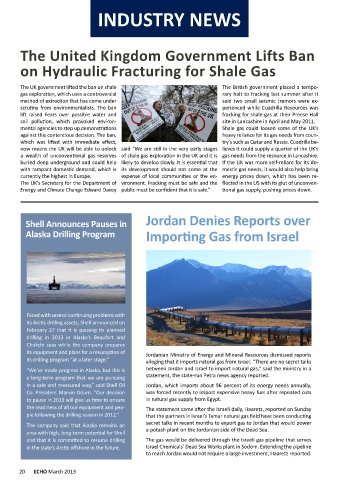 INDUSTRY NEWS
The United Kingdom Government Lifts Ban
on Hydraulic Fracturing for Shale Gas
The UK government lifted the ban on shale
gas exploration, which uses a controversial
method of extraction that has come under
scrutiny from environmentalists. The ban
lift raised fears over possible water and
soil pollution, which provoked environ-
mental agencies to step up demonstrations
against this contentious decision. The ban,
which was lifted with immediate effect,
now means the UK will be able to unlock
a wealth of unconventional gas reserves
buried deep underground and could help
with rampant domestic demand, which is
currently the highest in Europe.
The UK's Secretary for the Department of
Energy and Climate Change Edward Davey
said "We are still in the very early stages
of shale gas exploration in the UK and it is
likely to develop slowly. It is essential that
its development should not come at the
expense of local communities or the en-
vironment. Fracking must be safe and the
public must be confident that it is safe."
The British government placed a tempo-
rary halt to fracking last summer after it
said two small seismic tremors were ex-
perienced while Cuadrilla Resources was
fracking for shale gas at their Preese Hall
site in Lancashire in April and May 2011.
Shale gas could loosen some of the UK's
heavy reliance for its gas needs from coun-
try's such as Qatar and Russia. Cuadrilla be-
lieves it could supply a quarter of the UK's
gas needs from the resource in Lancashire.
If the UK was more self-reliant for its do-
mestic gas needs, it would also help bring
energy prices down, which has been re-
flected in the US with its glut of unconven-
tional gas supply, pushing prices down.
Shell Announces Pauses in
Alaska Drilling Program
Faced with several continuing problems with
its Arctic drilling assets, Shell announced on
February 27 that it is pausing its planned
drilling in 2013 in Alaska's Beaufort and
Chukchi seas while the company prepares
its equipment and plans for a resumption of
its drilling program "at a later stage."
"We've made progress in Alaska, but this is
a long-term program that we are pursuing
in a safe and measured way," said Shell Oil
Co. President Marvin Odum. "Our decision
to pause in 2013 will give us time to ensure
the readiness of all our equipment and peo-
ple following the drilling season in 2012."
The company said that Alaska remains an
area with high, long-term potential for Shell
and that it is committed to resume drilling
in the state's Arctic offshore in the future.
Jordan Denies Reports over
Importing Gas from Israel
Jordanian Ministry of Energy and Mineral Resources dismissed reports
alleging that it imports natural gas from Israel. "There are no secret talks
between Jordan and Israel to import natural gas," said the ministry in a
statement, the state-run Petra news agency reported.
Jordan, which imports about 96 percent of its energy needs annually,
was forced recently to import expensive heavy fuel after repeated cuts
in natural gas supply from Egypt.
The statement came after the Israeli daily, Haaretz, reported on Sunday
that the partners in Israel's Tamar natural gas field have been conducting
secret talks in recent months to export gas to Jordan that would power
a potash plant on the Jordanian side of the Dead Sea.
The gas would be delivered through the Israeli gas pipeline that serves
Israel Chemicals' Dead Sea Works plant in Sodom. Extending the pipeline
to reach Jordan would not require a large investment, Haaretz reported.
20 ECHO March 2013